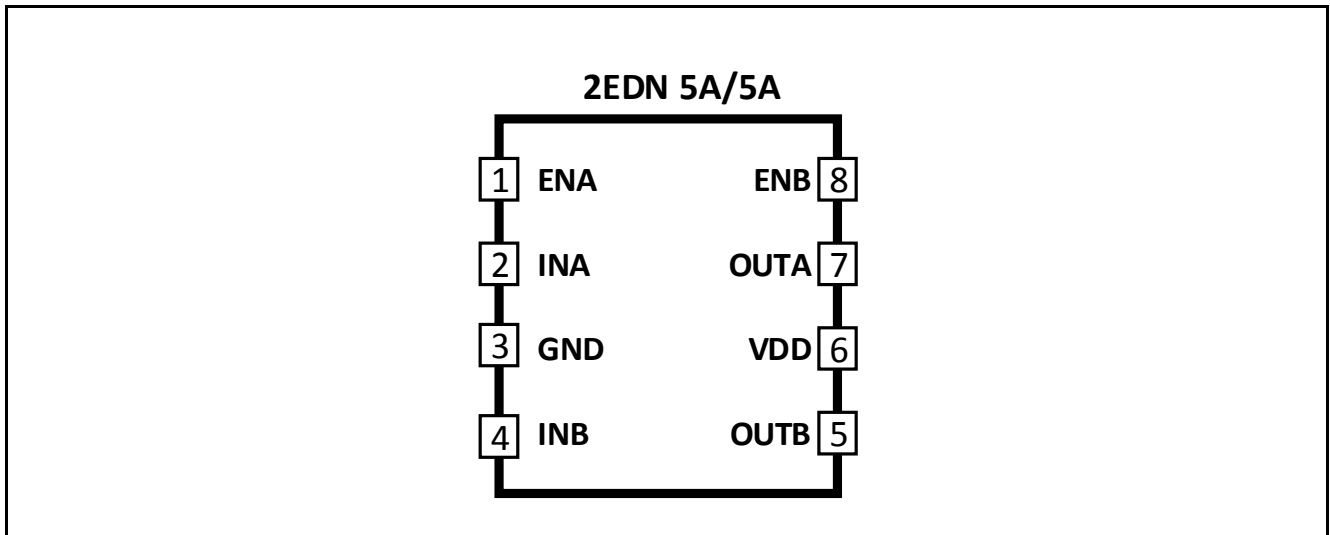 2EDN 5A/5A
1 ENA ENB 8
2 INA OUTA 7
3 GND VDD 6
4 INB OUTB 5